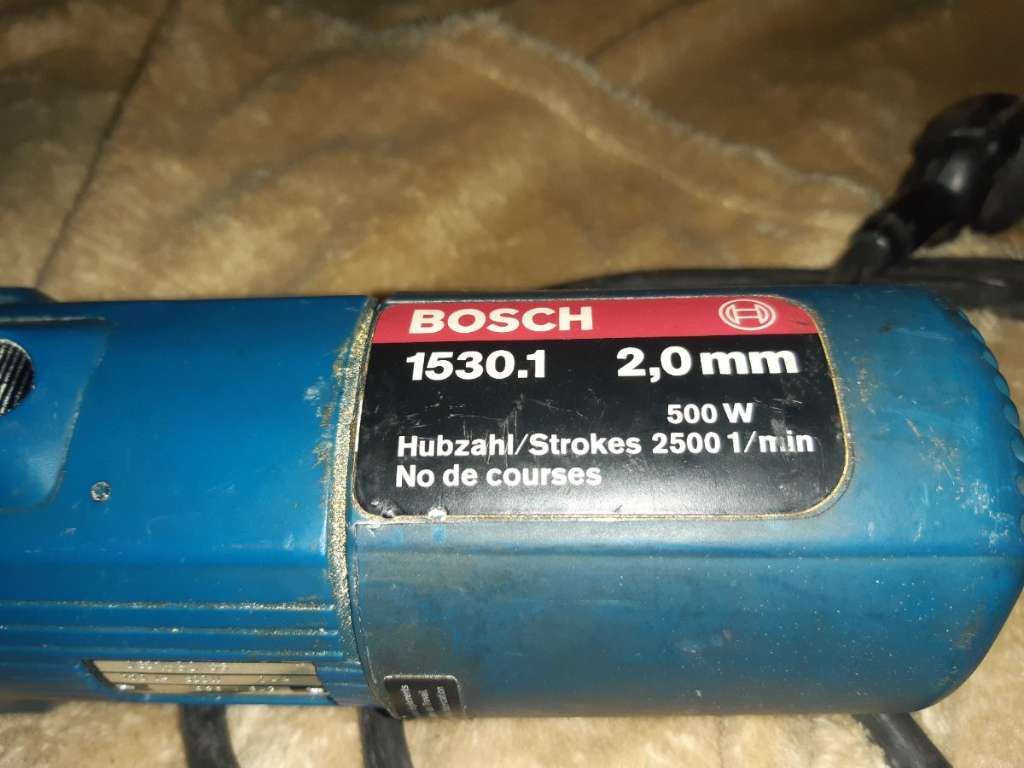 BOSCH
1530.1 2,0 mm
500 W
Hubzahl/Strokes 2500 1/min
No de courses